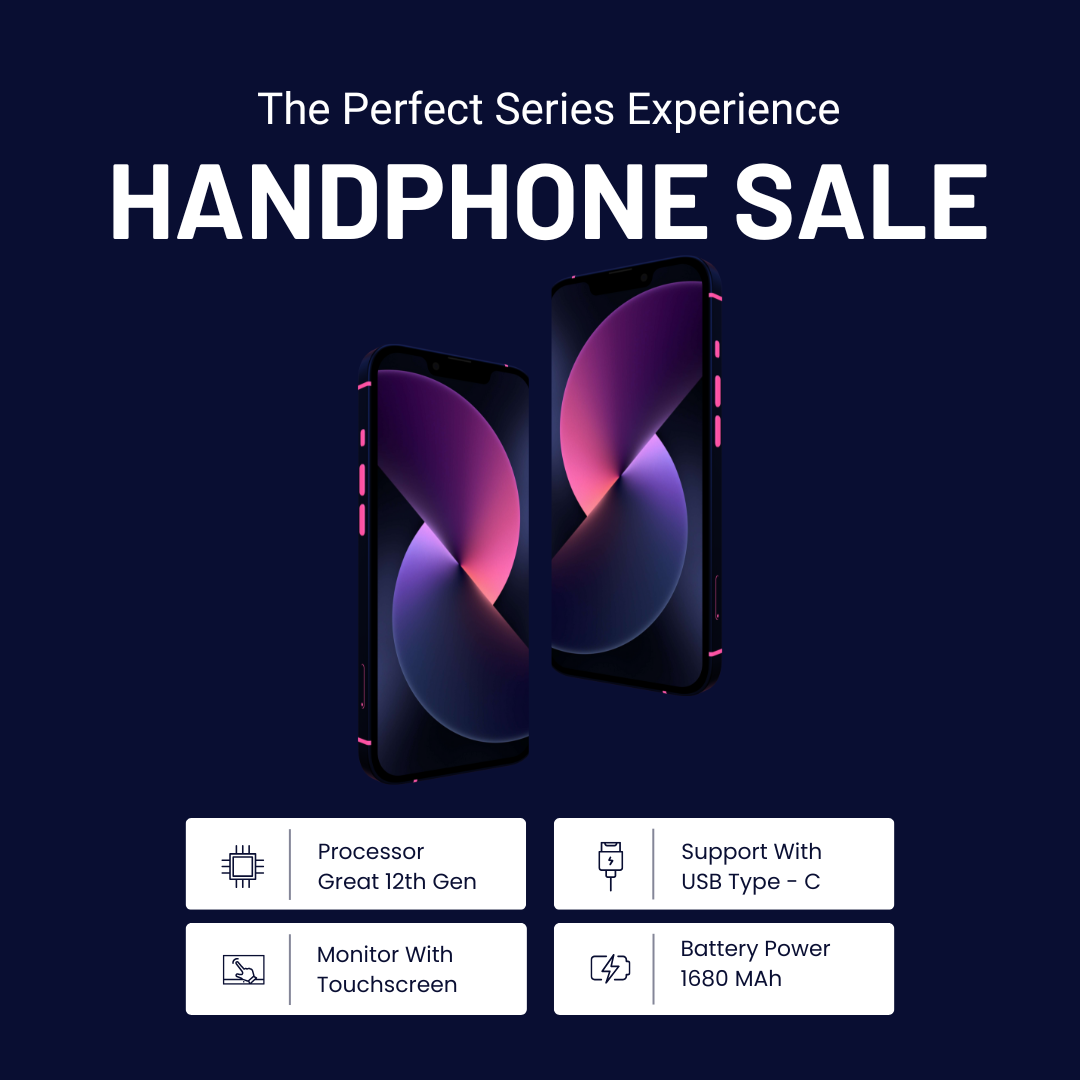 The Perfect Series Experience
HANDPHONE SALE
Processor
Great 12th Gen
Support With
USB Type - C
Monitor With
Touchscreen
Battery Power
1680 MAh